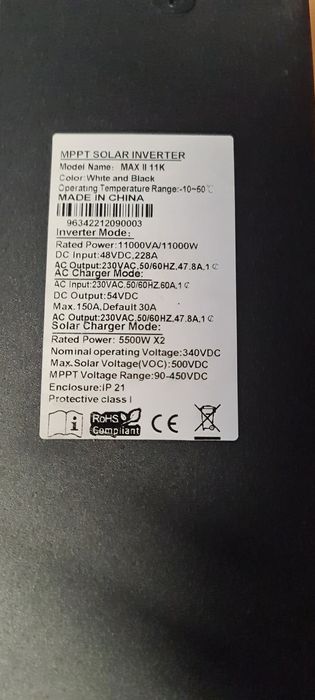 MPPT SOLAR INVERTER
Model Name: MAX II 11K
Color:White and Black
Operating Temperature Range:-10~60℃
MADE IN CHINA
96342212090003
Inverter Mode:
Rated Power:11000VA/11000W
DC Input:48VDC,228A
AC Output:230VAC,50/60HZ,47.8A,1¢
AC Charger Mode:
AC Input:230VAC,50/60HZ,60A,1¢
DC Output:54VDC
Max.150A,Default 30A
AC Output:230VAC,50/60HZ,47.8A,1¢
Solar Charger Mode:
Rated Power: 5500W X2
Nominal operating Voltage:340VDC
Max.Solar Voltage(VOC):500VDC
MPPT Voltage Range:90-450VDC
Enclosure:IP 21
Protective class I
RoHS
Compliant
CE